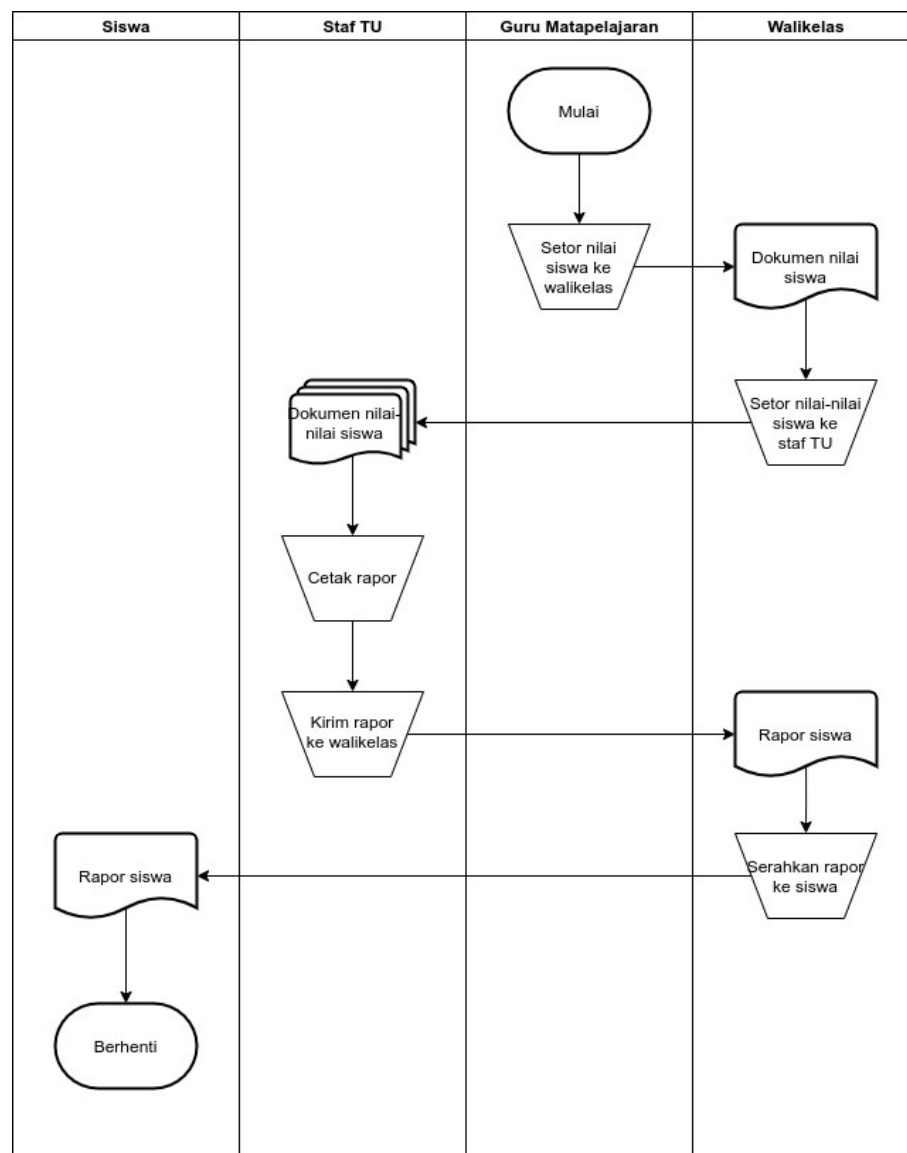 Siswa
Staf TU
Guru Matapelajaran
Walikelas
Mulai
Setor nilai
siswa ke
walikelas
Dokumen nilai
siswa
Setor nilai-nilai
siswa ke
staf TU
Dokumen nilai-
nilai siswa
Cetak rapor
Kirim rapor
ke walikelas
Rapor siswa
Serahkan rapor
ke siswa
Rapor siswa
Berhenti